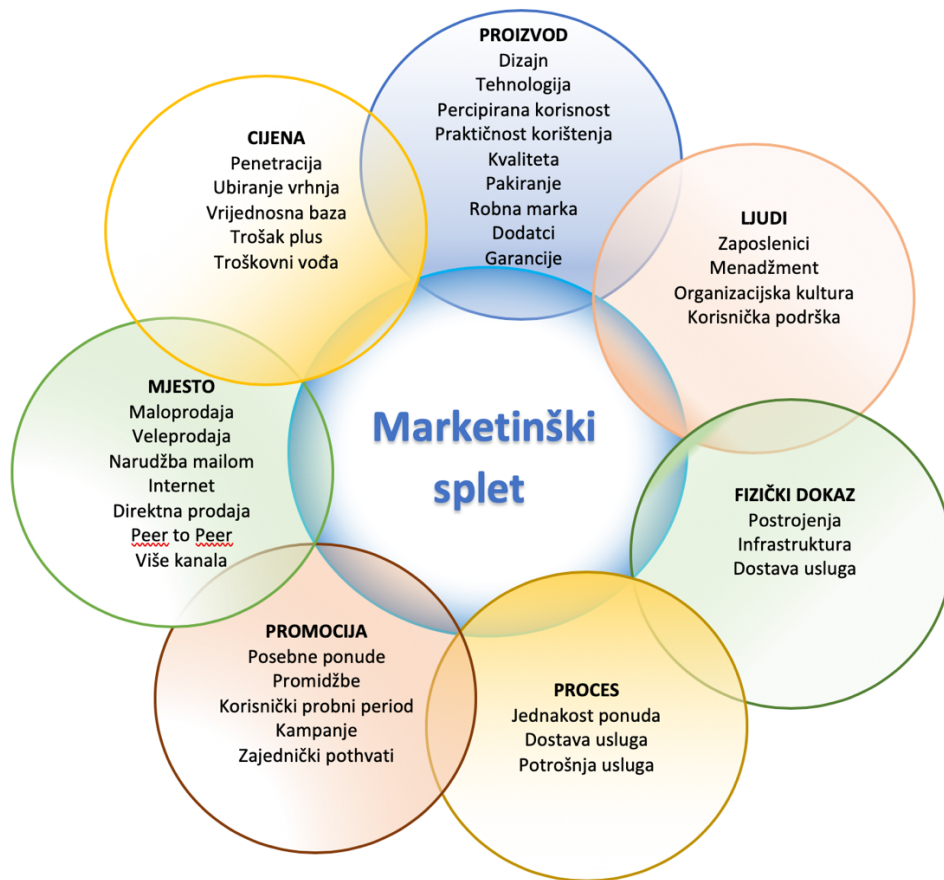 PROIZVOD
Dizajn
Tehnologija
Percipirana korisnost
Praktičnost korištenja
Kvaliteta
Pakiranje
Robna marka
Dodatci
Garancije
CIJENA
Penetracija
Ubiranje vrhnja
Vrijednosna baza
Trošak plus
Troškovni vođa
LJUDI
Zaposlenici
Menadžment
Organizacijska kultura
Korisnička podrška
MJESTO
Maloprodaja
Veleprodaja
Narudžba mailom
Internet
Direktna prodaja
Peer to Peer
Više kanala
Marketinški
splet
FIZIČKI DOKAZ
Postrojenja
Infrastruktura
Dostava usluga
PROMOCIJA
Posebne ponude
Promidžbe
Korisnički probni period
Kampanje
Zajednički pothvati
PROCES
Jednakost ponuda
Dostava usluga
Potrošnja usluga